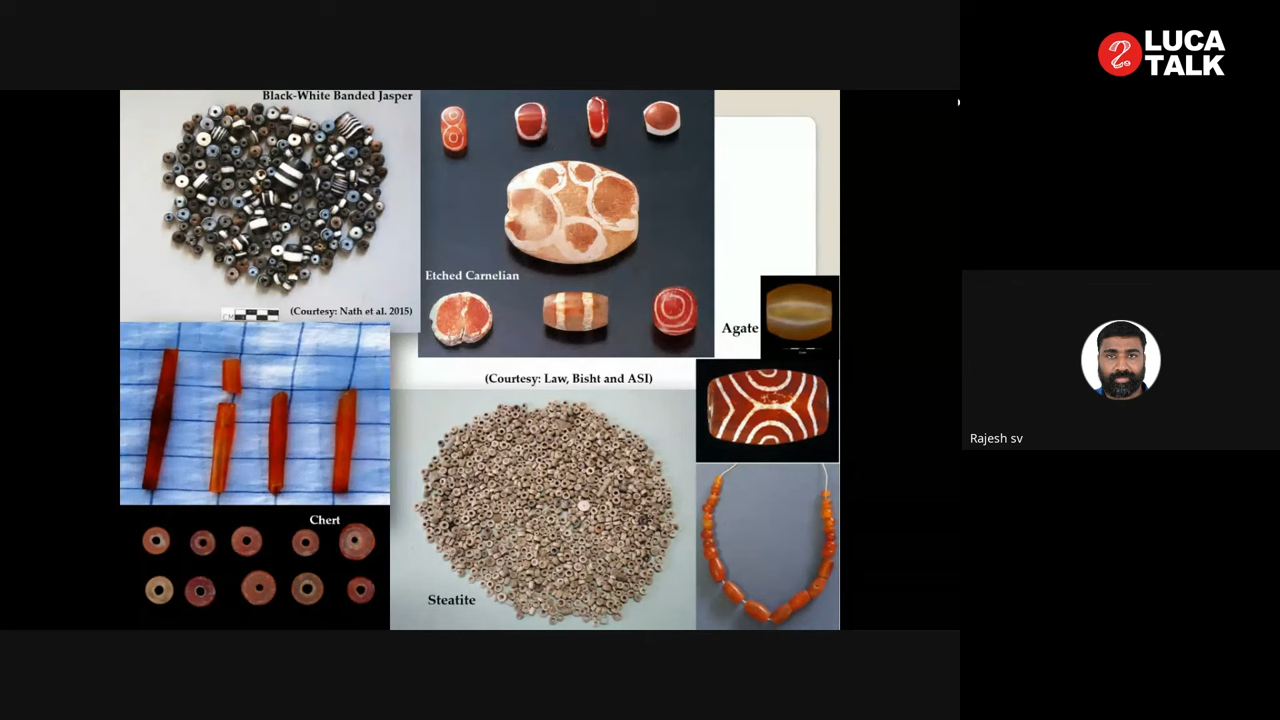 LUCA
TALK
Black-White Banded Jasper
Etched Carnelian
(Courtesy: Nath et al. 2015)
Agate
(Courtesy: Law, Bisht and ASI)
Rajesh sv
Chert
Steatite